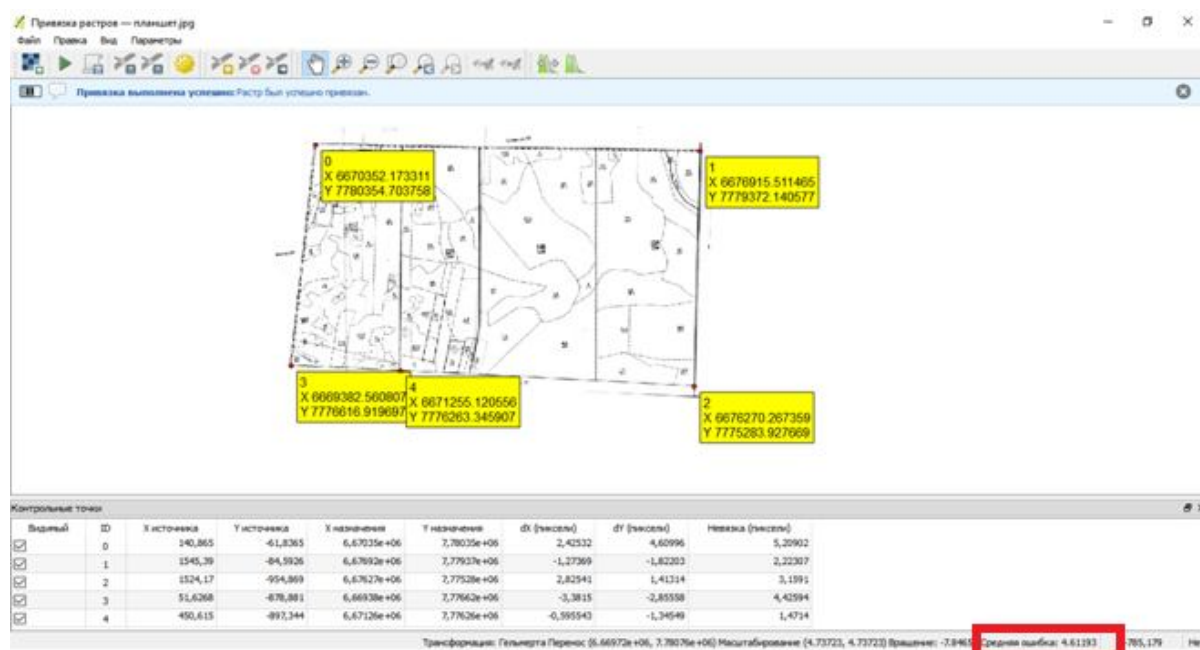 Привязка растров — планшет.jpg
Файл Правка Вид Параметры
Привязка выполнена успешно: Растр был успешно привязан.
0
X 6670352.173311
Y 7780354.703758
1
X 6676915.511465
Y 7779372.140577
3
X 6669382.560807
Y 7776616.919697
4
X 6671255.120556
Y 7776263.345907
2
X 6676270.267359
Y 7775283.927669
Контрольные точки
Видимый ID X источника Y источника X назначения Y назначения dX (пиксели) dY (пиксели) Невязка (пиксели)
0 140,865 -61,8365 6,67035e+06 7,78035e+06 2,42532 4,60996 5,20902
1 1545,39 -84,5926 6,67692e+06 7,77937e+06 -1,27369 -1,82203 2,22307
2 1524,17 -954,869 6,67627e+06 7,77528e+06 2,82541 1,41314 3,1591
3 51,6268 -878,881 6,66938e+06 7,77662e+06 -3,3815 -2,85558 4,42594
4 450,615 -897,344 6,67126e+06 7,77626e+06 -0,595543 -1,34549 1,4714
Трансформация: Гельмерта Перенос (6.66972e+06, 7.78076e+06) Масштабирование (4.73723, 4.73723) Вращение: -7.8465 Средняя ошибка: 4.61193 -785,179